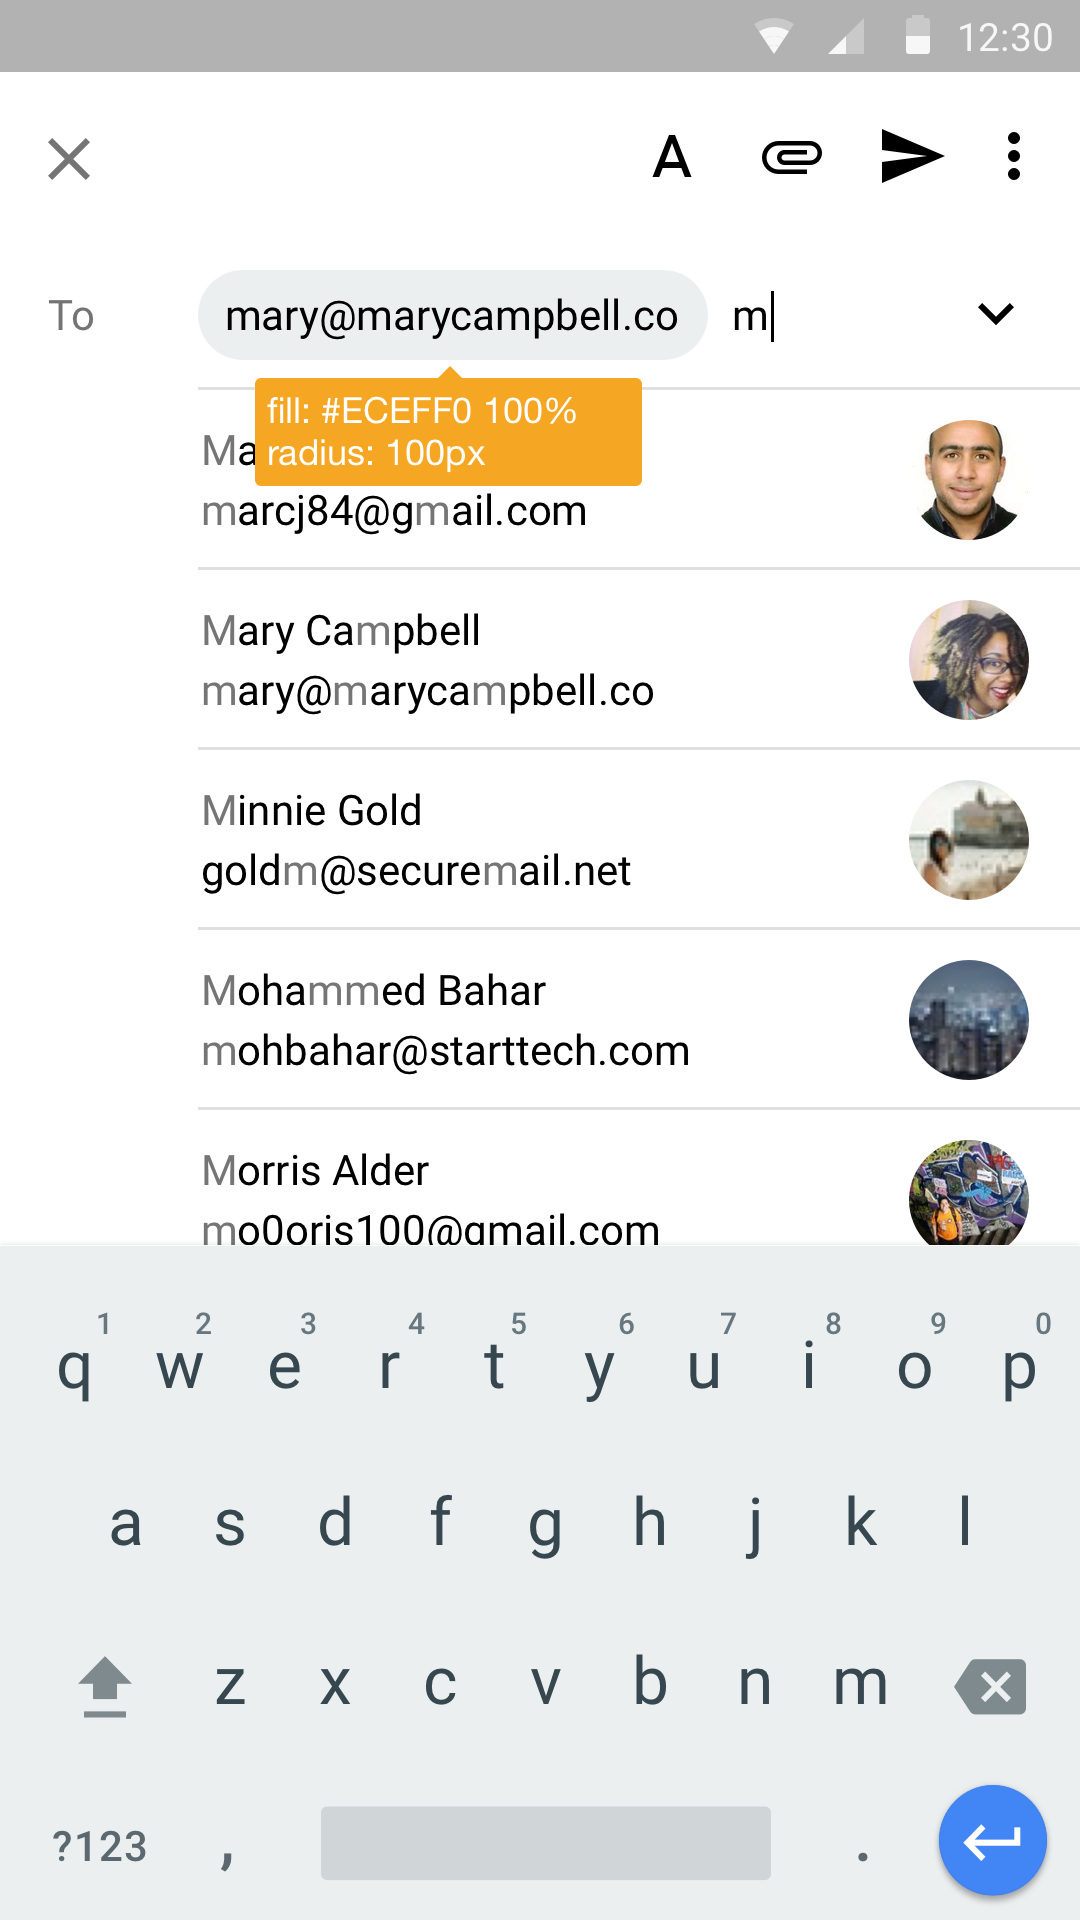 12:30
A
To mary@marycampbell.co m
fill: #ECEFF0 100%
radius: 100px
Ma
marcj84@gmail.com
Mary Campbell
mary@marycampbell.co
Minnie Gold
goldm@securemail.net
Mohammed Bahar
mohbahar@starttech.com
Morris Alder
mo0oris100@gmail.com
1 2 3 4 5 6 7 8 9 0
q w e r t y u i o p
a s d f g h j k l
z x c v b n m
?123 , .